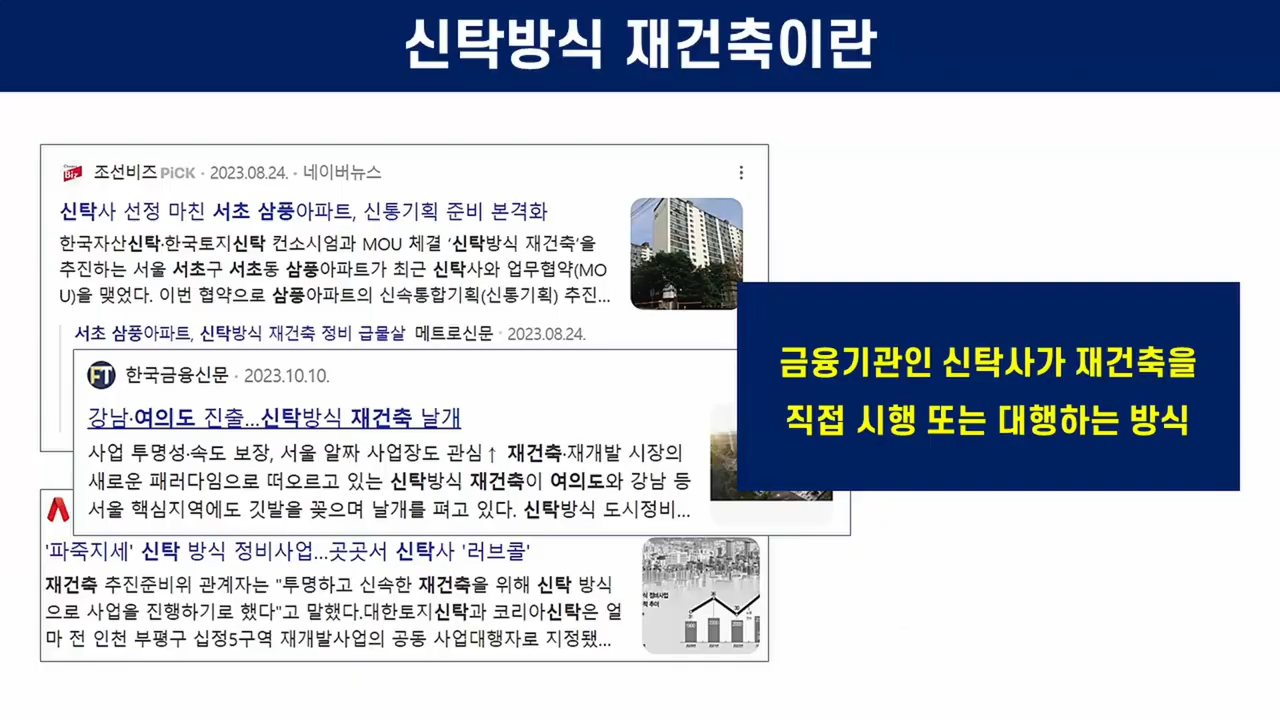 신탁방식 재건축이란
조선비즈 PiCK · 2023.08.24. · 네이버뉴스
신탁사 선정 마친 서초 삼풍아파트, 신통기획 준비 본격화
한국자산신탁·한국토지신탁 컨소시엄과 MOU 체결 '신탁방식 재건축'을
추진하는 서울 서초구 서초동 삼풍아파트가 최근 신탁사와 업무협약(MO
U)을 맺었다. 이번 협약으로 삼풍아파트의 신속통합기획(신통기획) 추진...
서초 삼풍아파트, 신탁방식 재건축 정비 급물살 메트로신문 · 2023.08.24.
FT 한국금융신문 · 2023.10.10.
강남·여의도 진출...신탁방식 재건축 날개
사업 투명성·속도 보장, 서울 알짜 사업장도 관심↑ 재건축·재개발 시장의
새로운 패러다임으로 떠오르고 있는 신탁방식 재건축이 여의도와 강남 등
서울 핵심지역에도 깃발을 꽂으며 날개를 펴고 있다. 신탁방식 도시정비...
'파죽지세' 신탁 방식 정비사업...곳곳서 신탁사 '러브콜'
재건축 추진준비위 관계자는 "투명하고 신속한 재건축을 위해 신탁 방식
으로 사업을 진행하기로 했다"고 말했다.대한토지신탁과 코리아신탁은 얼
마 전 인천 부평구 십정5구역 재개발사업의 공동 사업대행자로 지정됐...
금융기관인 신탁사가 재건축을
직접 시행 또는 대행하는 방식